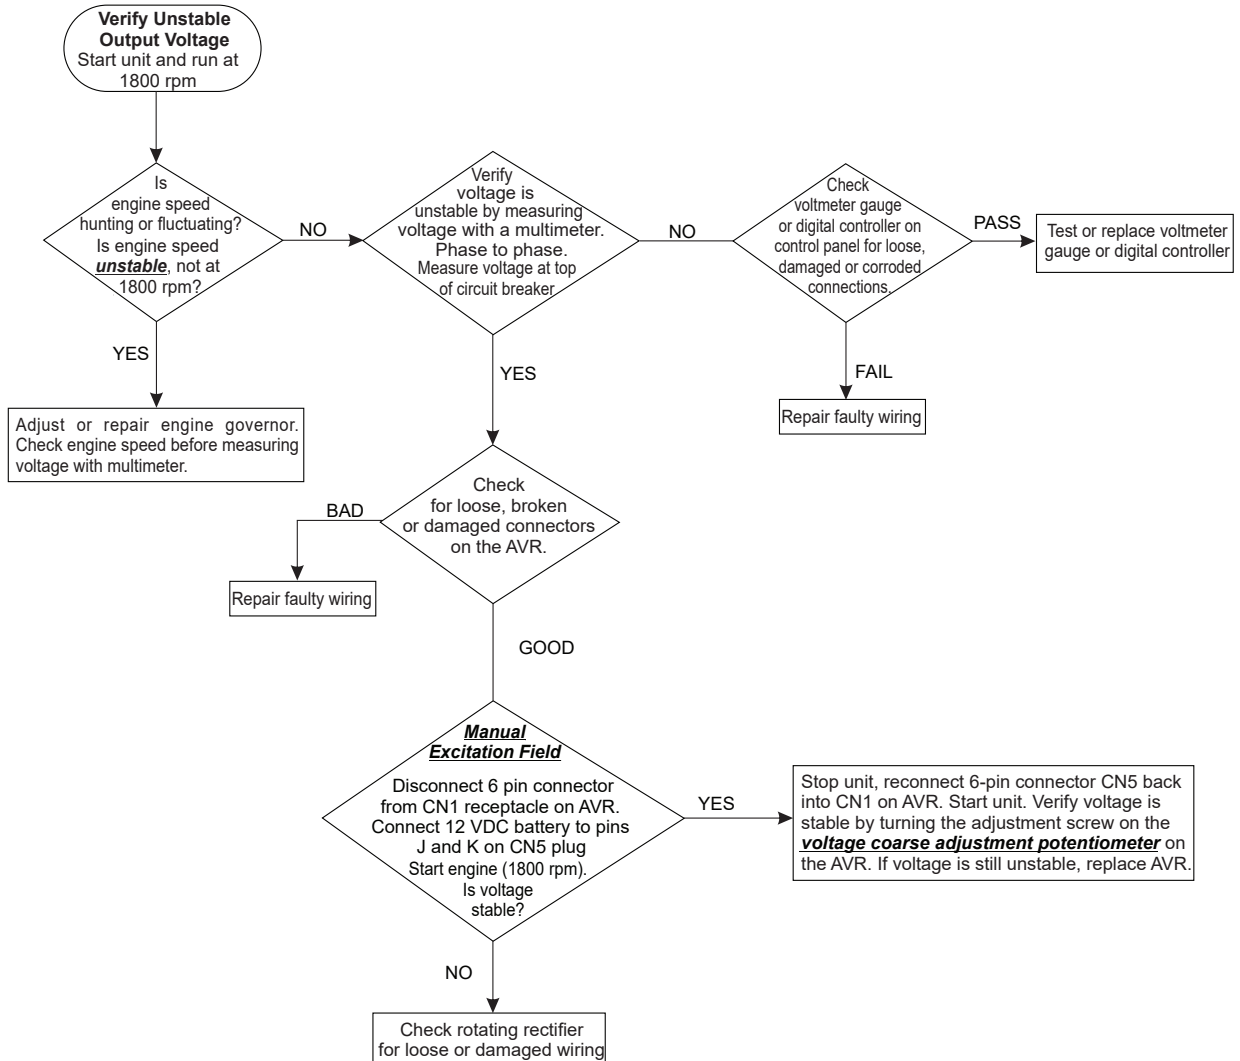 Verify Unstable
Output Voltage
Start unit and run at
1800 rpm
Is
engine speed
hunting or fluctuating?
Is engine speed
unstable, not at
1800 rpm?
NO
YES
Adjust or repair engine governor.
Check engine speed before measuring
voltage with multimeter.
Verify
voltage is
unstable by measuring
voltage with a multimeter.
Phase to phase.
Measure voltage at top
of circuit breaker
NO
YES
Check
voltmeter gauge
or digital controller on
control panel for loose,
damaged or corroded
connections.
PASS
Test or replace voltmeter
gauge or digital controller
FAIL
Repair faulty wiring
Check
for loose, broken
or damaged connectors
on the AVR.
BAD
Repair faulty wiring
GOOD
Manual
Excitation Field
Disconnect 6 pin connector
from CN1 receptacle on AVR.
Connect 12 VDC battery to pins
J and K on CN5 plug
Start engine (1800 rpm).
Is voltage
stable?
YES
Stop unit, reconnect 6-pin connector CN5 back
into CN1 on AVR. Start unit. Verify voltage is
stable by turning the adjustment screw on the
voltage coarse adjustment potentiometer on
the AVR. If voltage is still unstable, replace AVR.
NO
Check rotating rectifier
for loose or damaged wiring